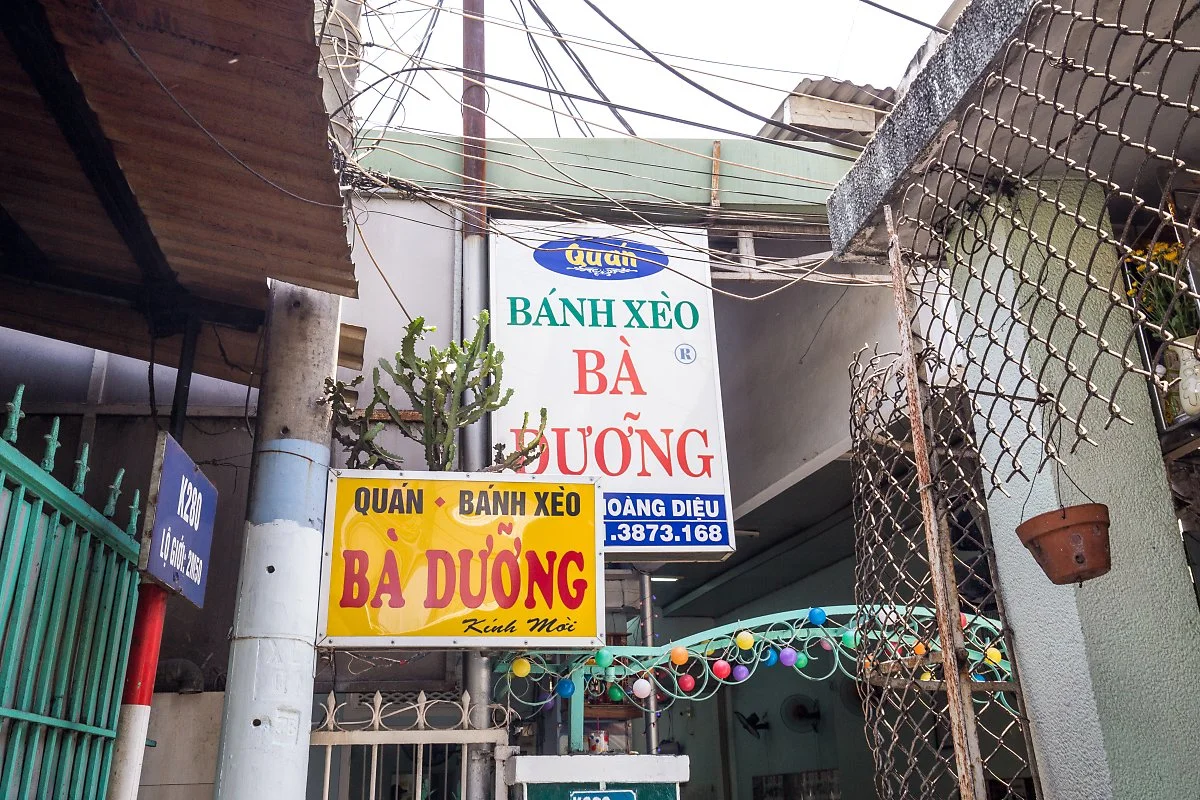 Quán
BÁNH XÈO
BÀ
®
DƯỠNG
HOÀNG DIỆU
.3873.168
QUÁN ♦ BÁNH XÈO
BÀ DƯỠNG
Kính Mời
K280
LỘ GIỚI: 2M50